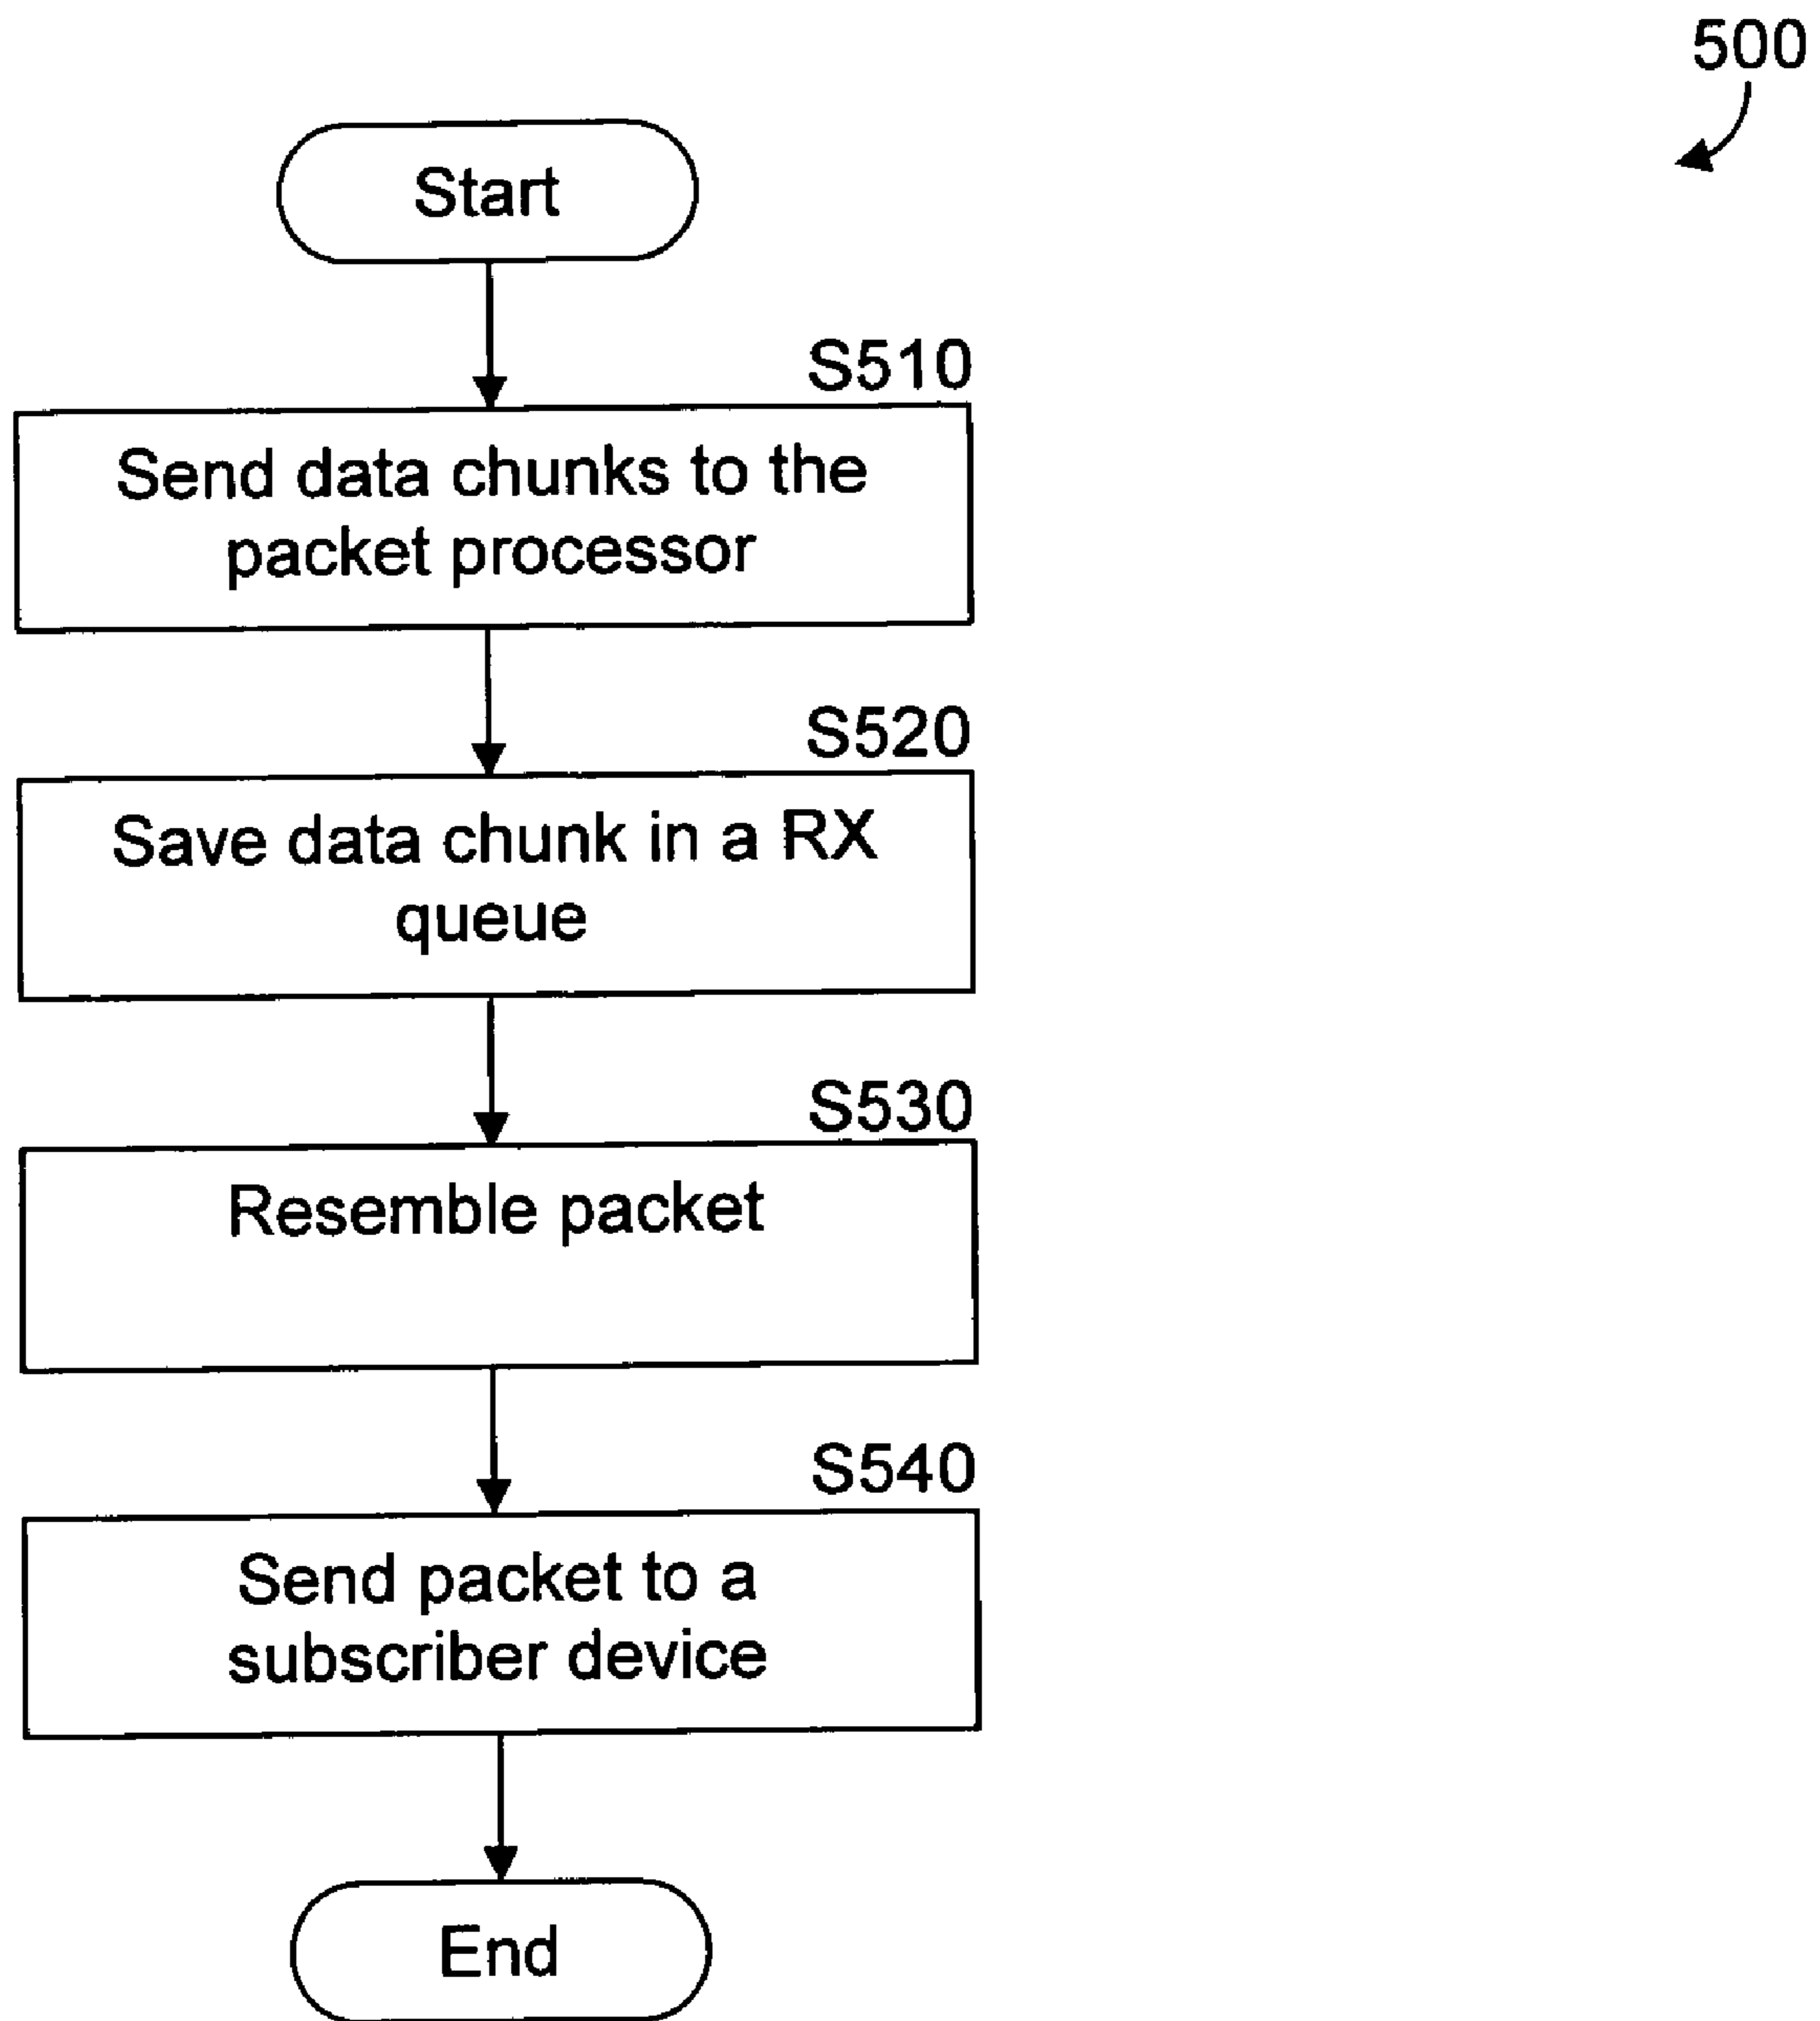 500
Start
S510
Send data chunks to the
packet processor
S520
Save data chunk in a RX
queue
S530
Resemble packet
S540
Send packet to a
subscriber device
End